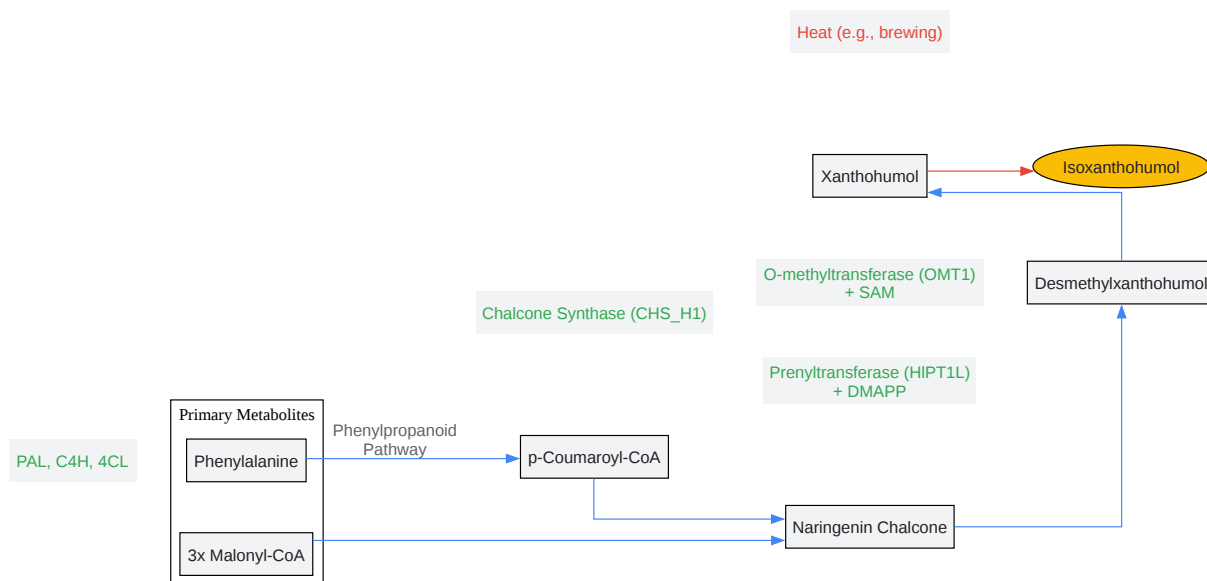 Heat (e.g., brewing)
Xanthohumol
Isoxanthohumol
O-methyltransferase (OMT1)
+ SAM
Desmethylxanthohumol
Chalcone Synthase (CHS_H1)
Prenyltransferase (HlPT1L)
+ DMAPP
Primary Metabolites
Phenylpropanoid
Pathway
PAL, C4H, 4CL
Phenylalanine
p-Coumaroyl-CoA
Naringenin Chalcone
3x Malonyl-CoA